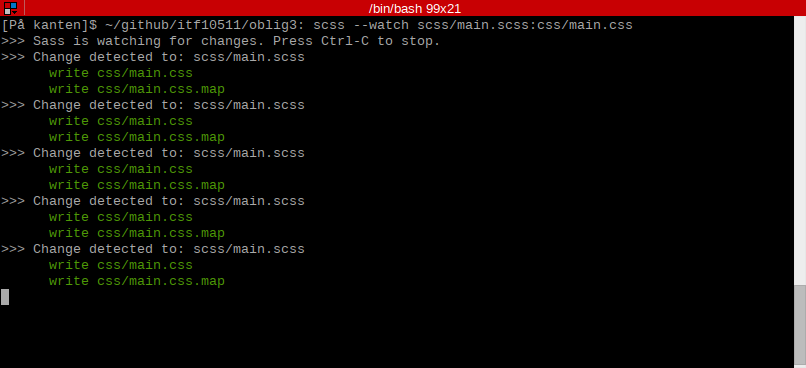 /bin/bash 99x21
[På kanten]$ ~/github/itf10511/oblig3: scss --watch scss/main.scss:css/main.css
>>> Sass is watching for changes. Press Ctrl-C to stop.
>>> Change detected to: scss/main.scss
      write css/main.css
      write css/main.css.map
>>> Change detected to: scss/main.scss
      write css/main.css
      write css/main.css.map
>>> Change detected to: scss/main.scss
      write css/main.css
      write css/main.css.map
>>> Change detected to: scss/main.scss
      write css/main.css
      write css/main.css.map
>>> Change detected to: scss/main.scss
      write css/main.css
      write css/main.css.map